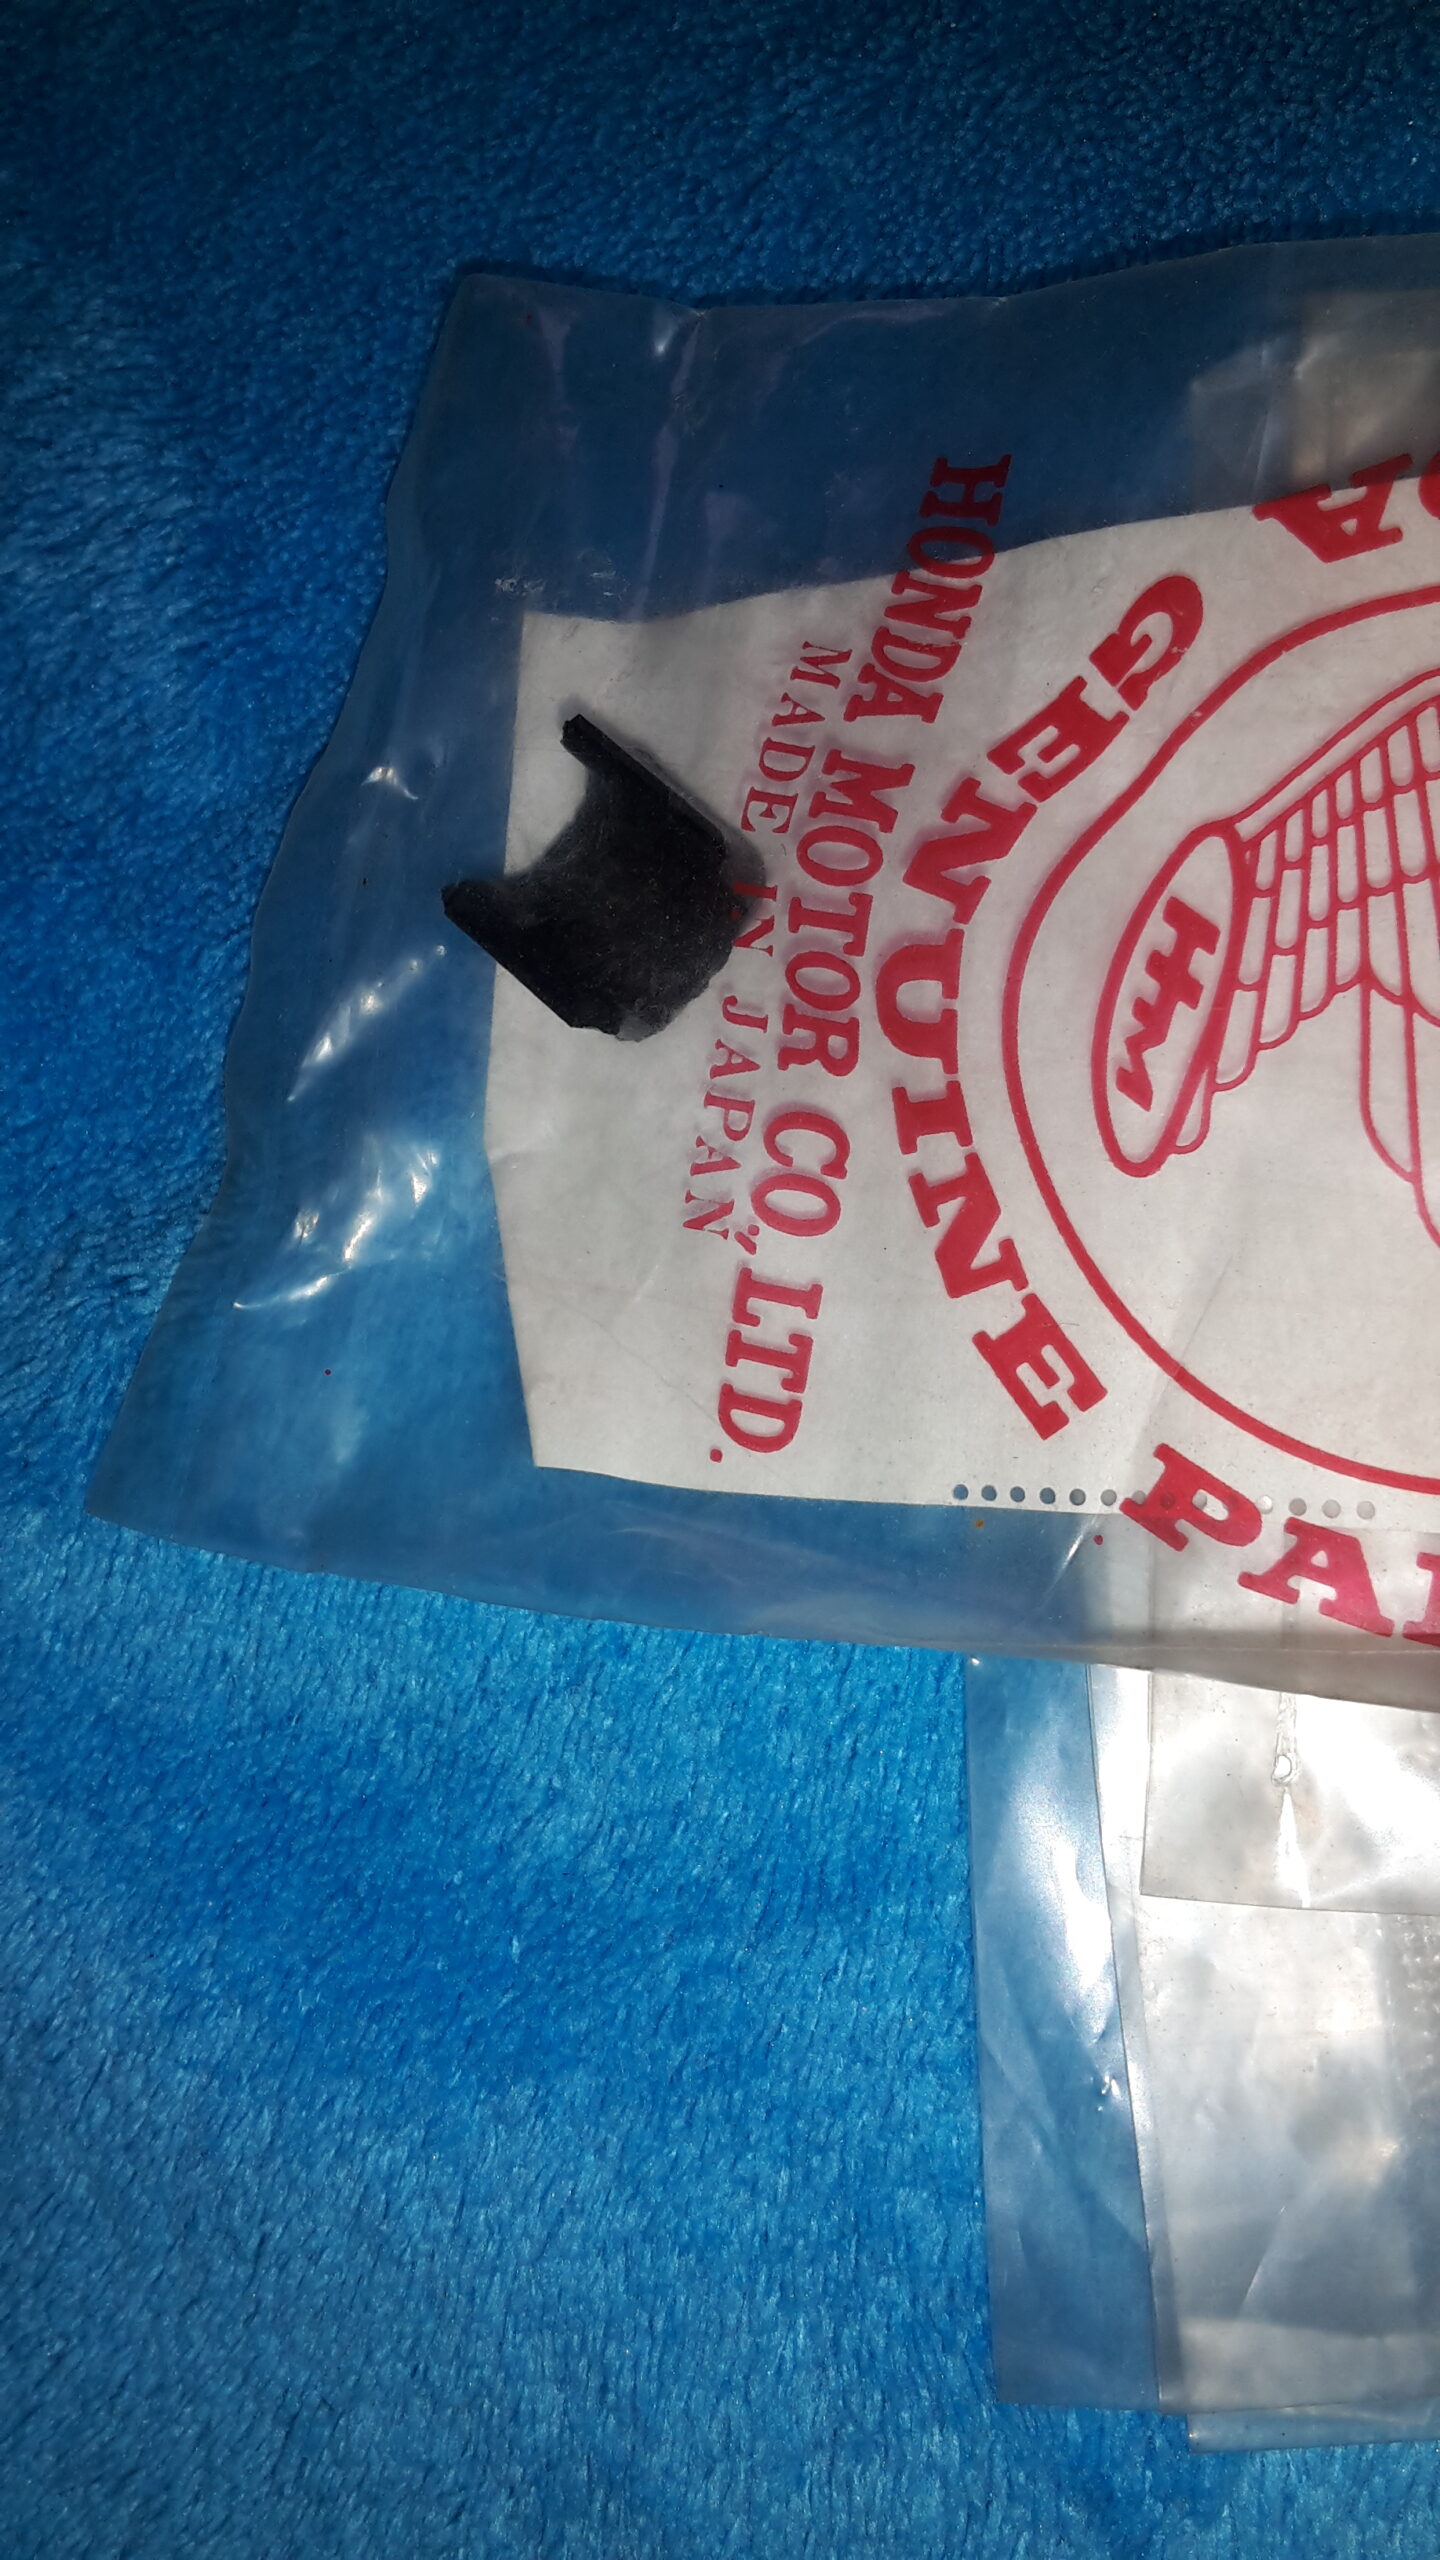 GENUINE
HM
HONDA MOTOR CO., LTD.
MADE IN JAPAN